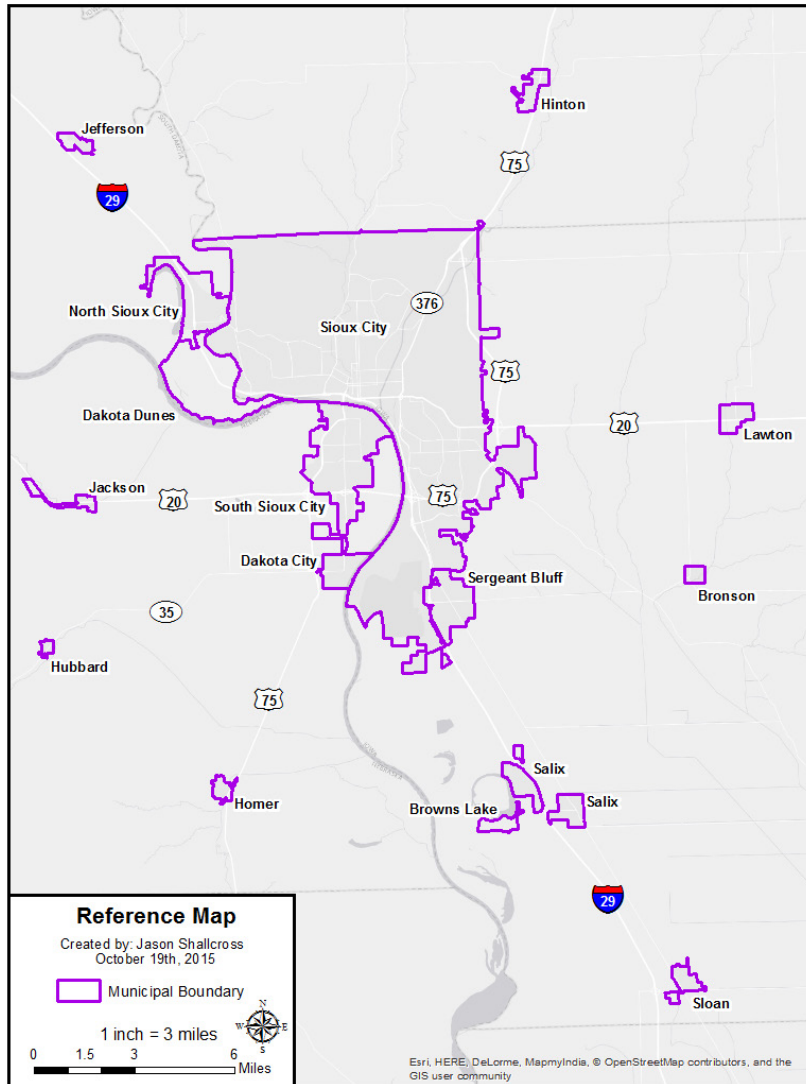 Hinton
Jefferson
75
29
SOUTH DAKOTA
North Sioux City
376
Sioux City
75
Dakota Dunes
20
Lawton
Jackson
20
South Sioux City
75
Dakota City
Sergeant Bluff
Bronson
35
Hubbard
75
Salix
Homer
Browns Lake
Salix
29
Sloan
Reference Map
Created by: Jason Shallcross
October 19th, 2015
Municipal Boundary
N
W E
S
1 inch = 3 miles
0 1.5 3 6
Miles
Esri, HERE, DeLorme, MapmyIndia, © OpenStreetMap contributors, and the
GIS user community